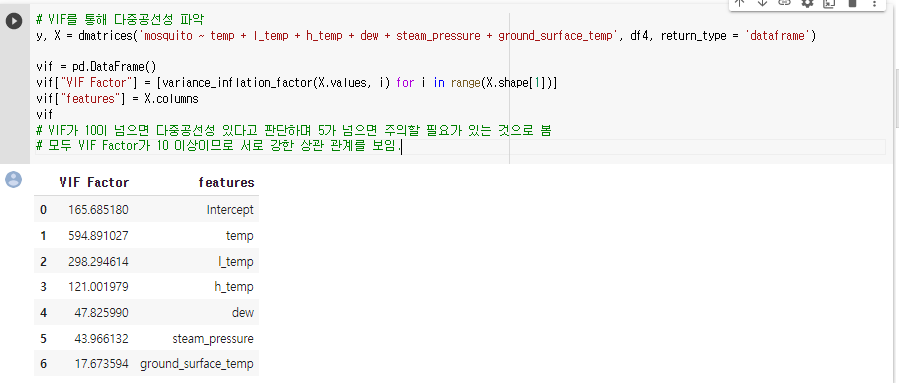 # VIF를 통해 다중공선성 파악
y, X = dmatrices('mosquito ~ temp + l_temp + h_temp + dew + steam_pressure + ground_surface_temp', df4, return_type = 'dataframe')
vif = pd.DataFrame()
vif["VIF Factor"] = [variance_inflation_factor(X.values, i) for i in range(X.shape[1])]
vif["features"] = X.columns
vif
# VIF가 10이 넘으면 다중공선성 있다고 판단하며 5가 넘으면 주의할 필요가 있는 것으로 봄
# 모두 VIF Factor가 10 이상이므로 서로 강한 상관 관계를 보임.
VIF Factor features
0 165.685180 Intercept
1 594.891027 temp
2 298.294614 l_temp
3 121.001979 h_temp
4 47.825990 dew
5 43.966132 steam_pressure
6 17.673594 ground_surface_temp